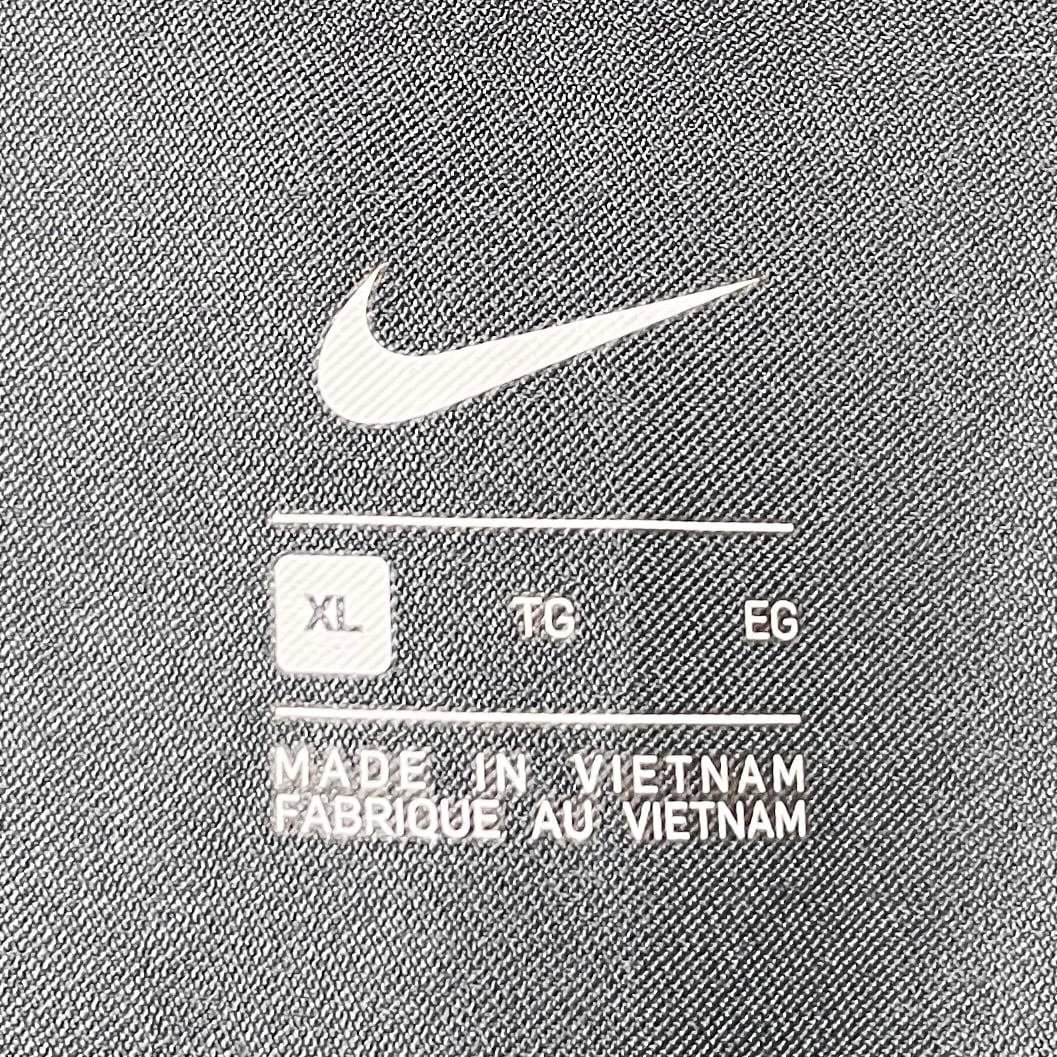 XL TG EG
MADE IN VIETNAM
FABRIQUE AU VIETNAM